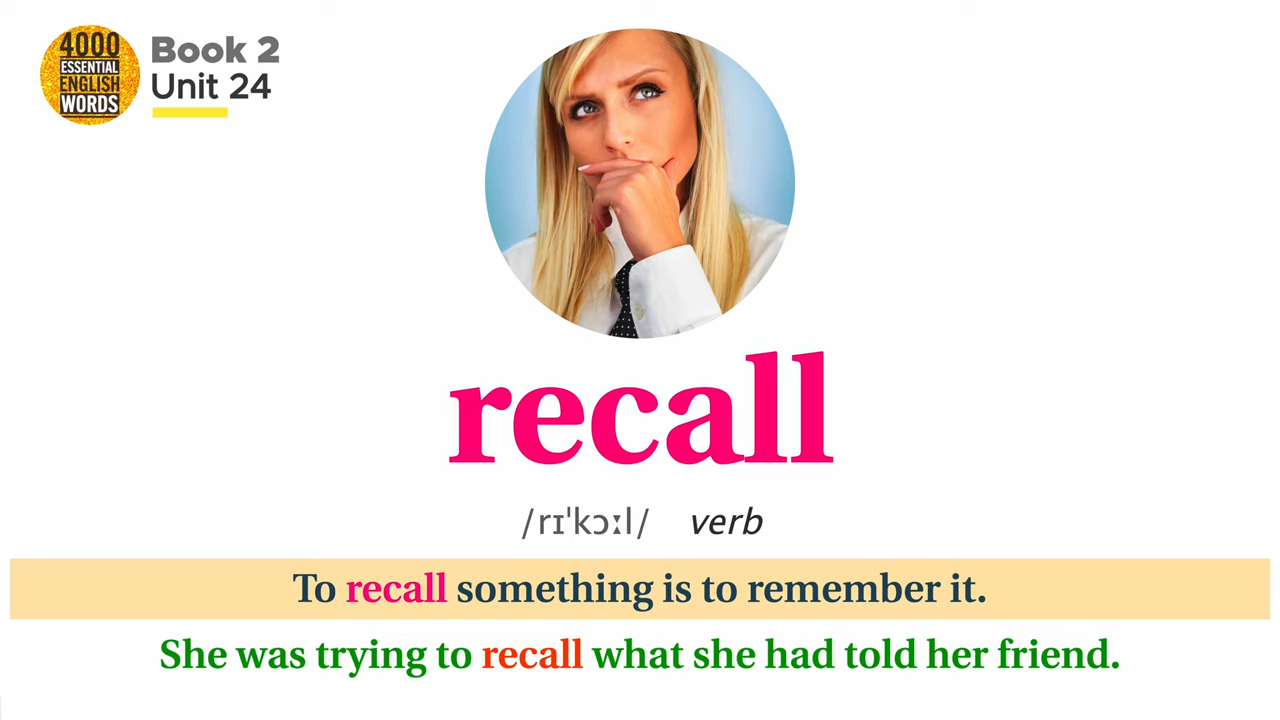 4000
ESSENTIAL
ENGLISH
WORDS
Book 2
Unit 24
recall
/rɪˈkɔːl/ verb
To recall something is to remember it.
She was trying to recall what she had told her friend.